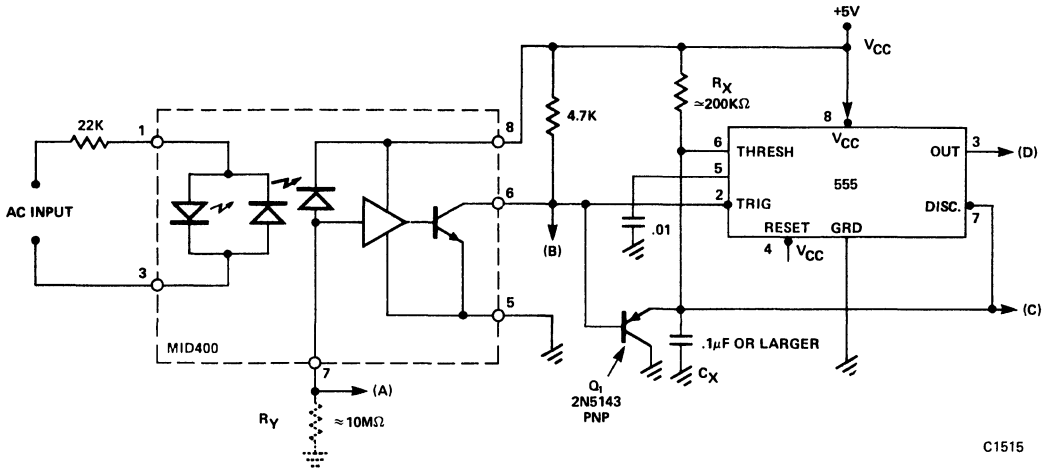 +5V
VCC
RX
≃200KΩ
4.7K
22K
1
8
8
VCC
6
THRESH
OUT
3
(D)
5
555
6
2
TRIG
DISC.
7
AC INPUT
.01
(B)
RESET
GRD
4
VCC
3
5
(C)
MID400
.1µF OR LARGER
7
CX
(A)
Q1
2N5143
PNP
RY
≈10MΩ
C1515